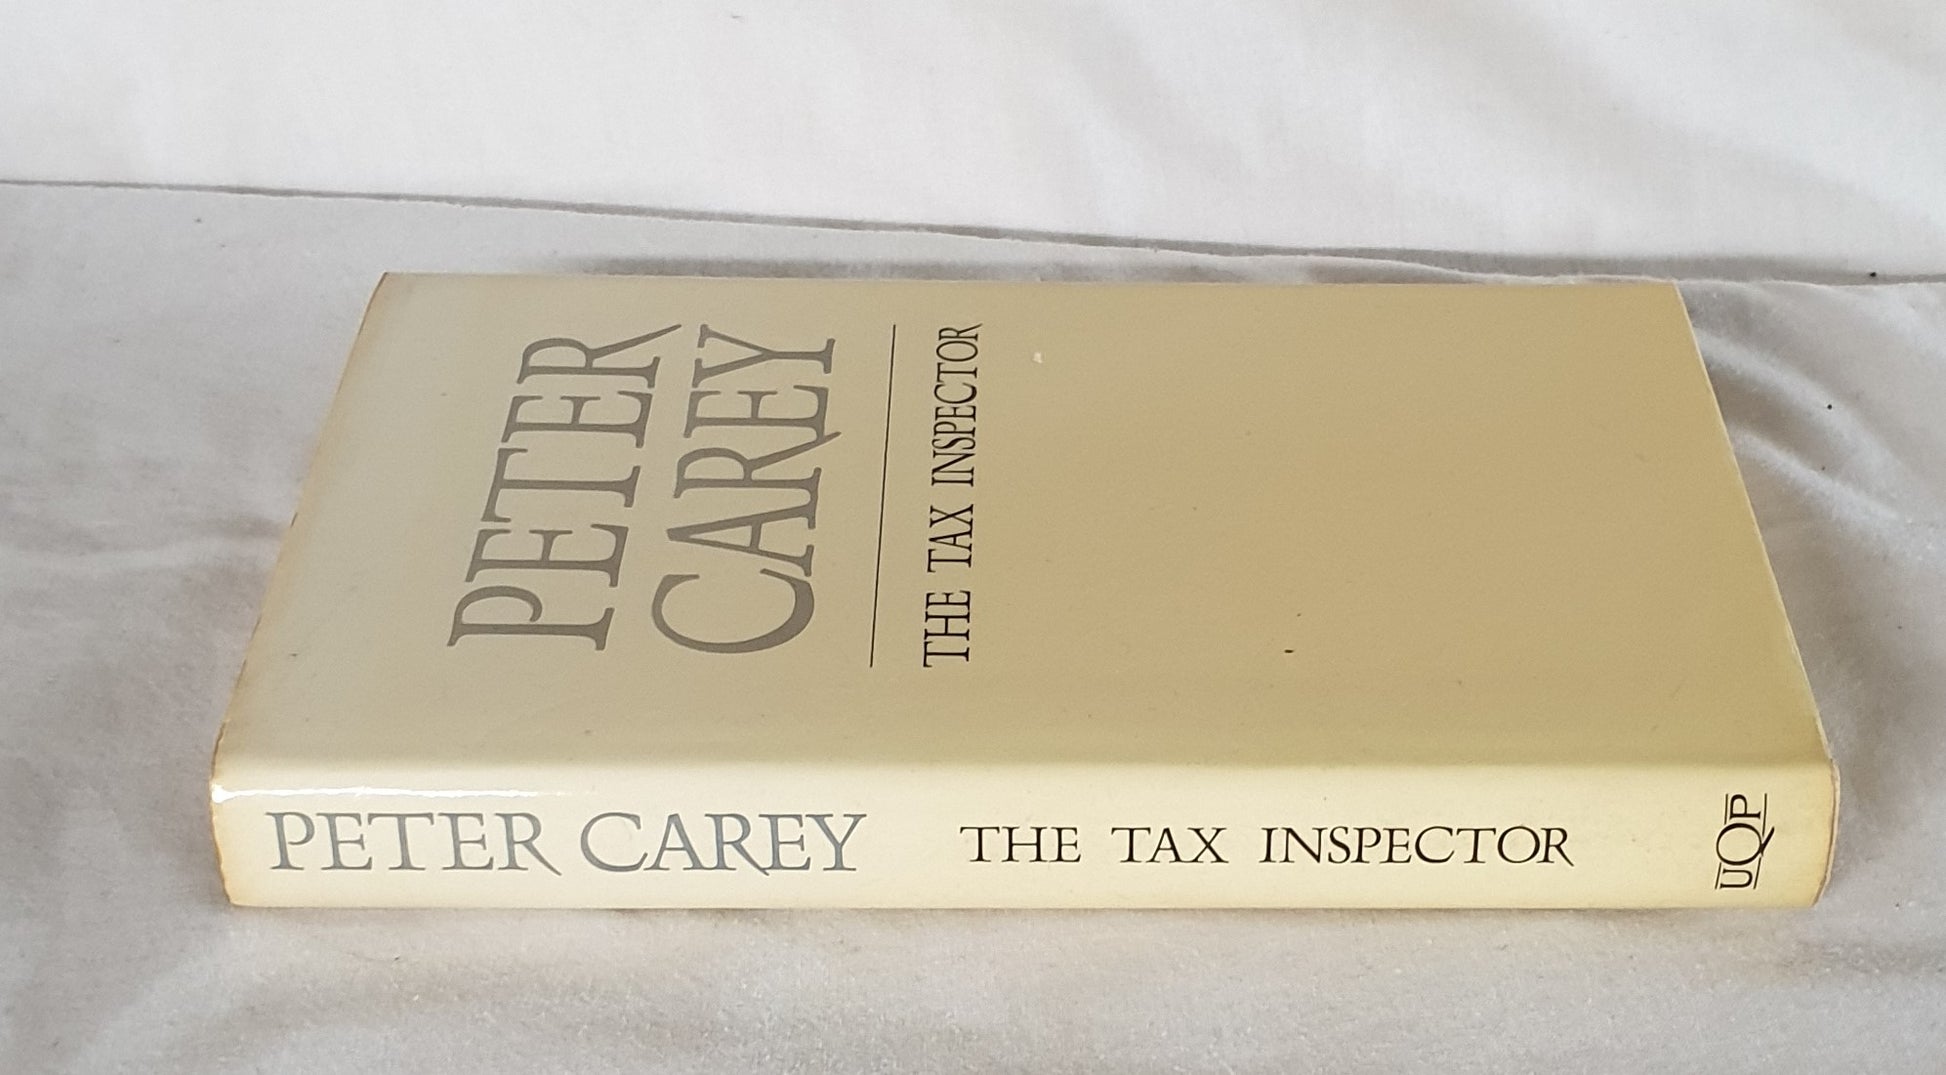 PETER
CAREY
THE TAX INSPECTOR
PETER CAREY THE TAX INSPECTOR UQP